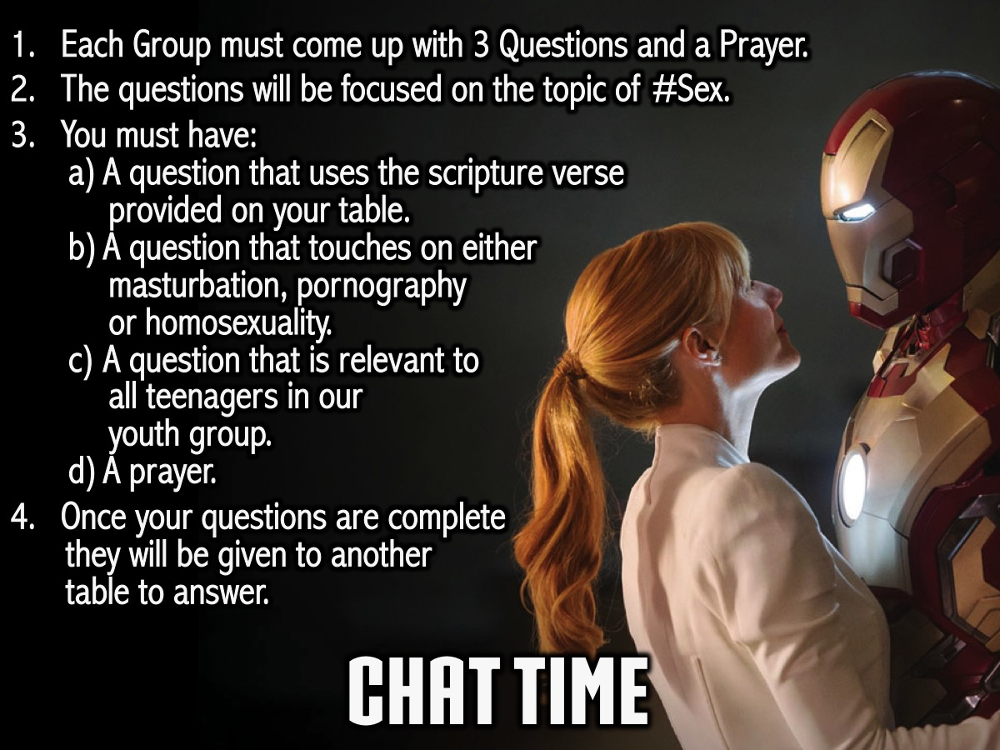 1. Each Group must come up with 3 Questions and a Prayer.
2. The questions will be focused on the topic of #Sex.
3. You must have:
a) A question that uses the scripture verse
provided on your table.
b) A question that touches on either
masturbation, pornography
or homosexuality.
c) A question that is relevant to
all teenagers in our
youth group.
d) A prayer.
4. Once your questions are complete
they will be given to another
table to answer.
CHAT TIME